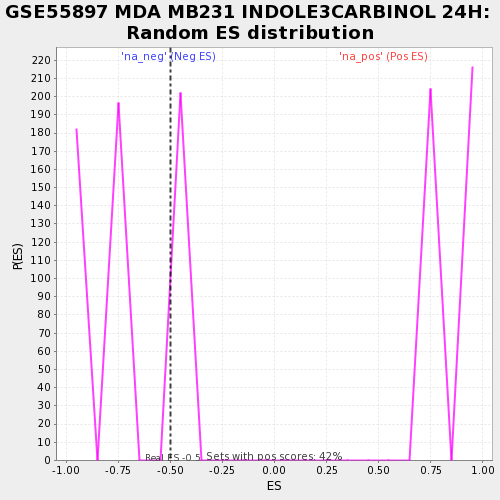 GSE55897 MDA MB231 INDOLE3CARBINOL 24H:
Random ES distribution
'na_neg' (Neg ES)
'na_pos' (Pos ES)
220
210
200
190
180
170
160
150
140
130
120
110
100
90
80
70
60
50
40
30
20
10
0
P(ES)
Real ES -0.5
Sets with pos scores: 42%
-1.00 -0.75 -0.50 -0.25 0.00 0.25 0.50 0.75 1.00
ES